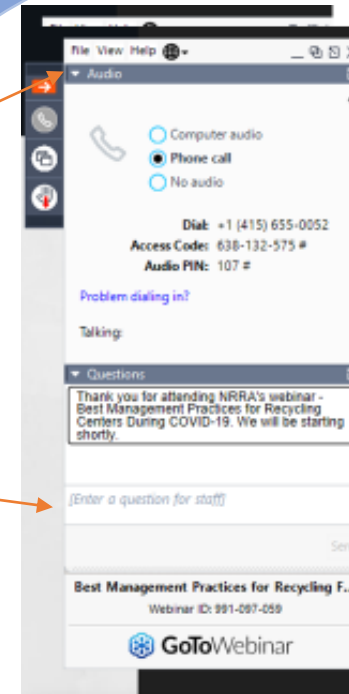 File View Help
Audio
Computer audio
Phone call
No audio
Dial: +1 (415) 655-0052
Access Code: 638-132-575 #
Audio PIN: 107 #
Problem dialing in?
Talking:
Questions
Thank you for attending NRRA's webinar -
Best Management Practices for Recycling
Centers During COVID-19. We will be starting
shortly.
[Enter a question for staff]
Sen
Best Management Practices for Recycling F...
Webinar ID: 991-097-059
GoToWebinar